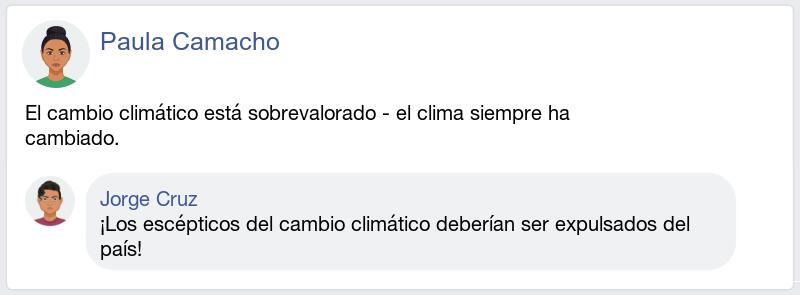 Paula Camacho
El cambio climático está sobrevalorado - el clima siempre ha
cambiado.
Jorge Cruz
¡Los escépticos del cambio climático deberían ser expulsados del
país!